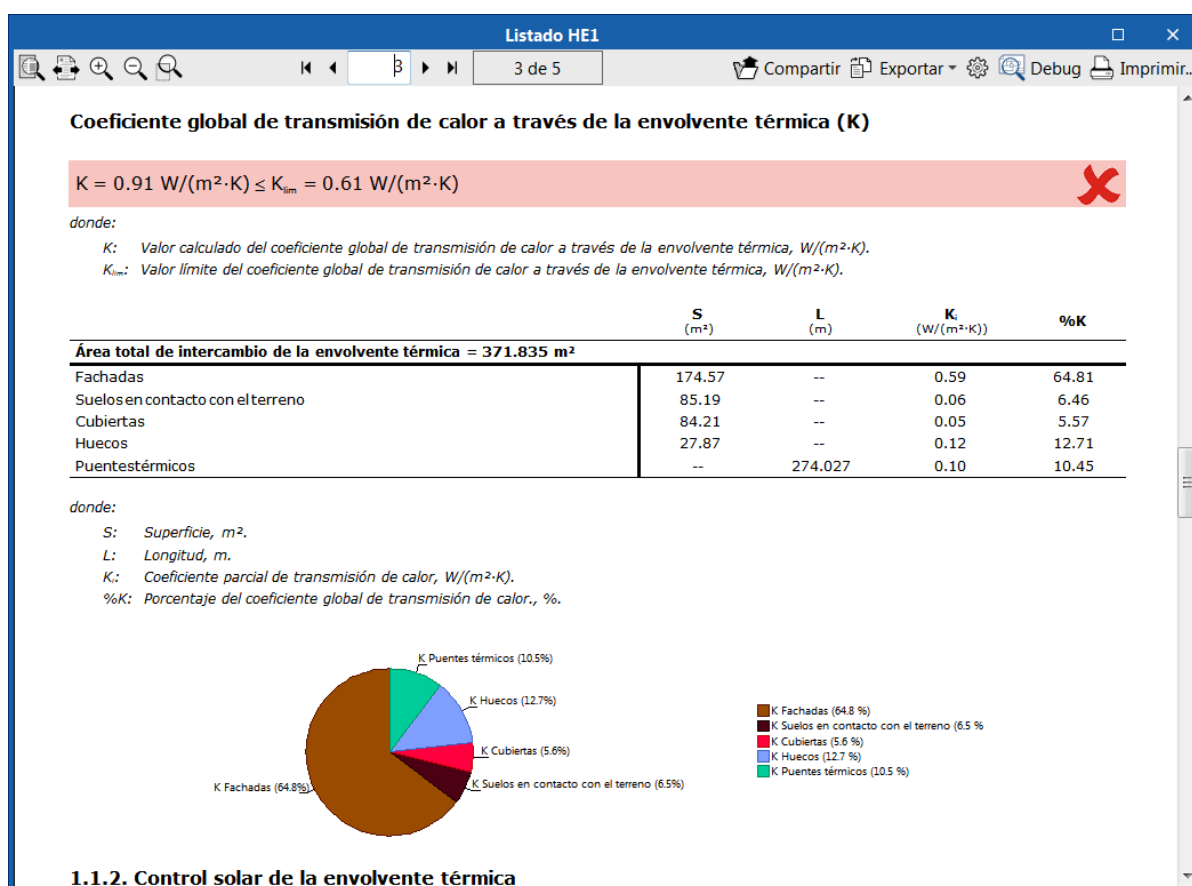 Listado HE1
3 3 de 5 Compartir Exportar Debug Imprimir..
Coeficiente global de transmisión de calor a través de la envolvente térmica (K)
K = 0.91 W/(m²·K) ≤ Klim = 0.61 W/(m²·K)
donde:
K: Valor calculado del coeficiente global de transmisión de calor a través de la envolvente térmica, W/(m²·K).
Klim: Valor límite del coeficiente global de transmisión de calor a través de la envolvente térmica, W/(m²·K).
S L Ki %K
(m²) (m) (W/(m²·K))
Área total de intercambio de la envolvente térmica = 371.835 m²
Fachadas 174.57 -- 0.59 64.81
Suelos en contacto con el terreno 85.19 -- 0.06 6.46
Cubiertas 84.21 -- 0.05 5.57
Huecos 27.87 -- 0.12 12.71
Puentestérmicos -- 274.027 0.10 10.45
donde:
S: Superficie, m².
L: Longitud, m.
Ki: Coeficiente parcial de transmisión de calor, W/(m²·K).
%K: Porcentaje del coeficiente global de transmisión de calor., %.
K Puentes térmicos (10.5%)
K Huecos (12.7%)
K Cubiertas (5.6%)
K Suelos en contacto con el terreno (6.5%)
K Fachadas (64.8%)
K Fachadas (64.8 %)
K Suelos en contacto con el terreno (6.5 %
K Cubiertas (5.6 %)
K Huecos (12.7 %)
K Puentes térmicos (10.5 %)
1.1.2. Control solar de la envolvente térmica